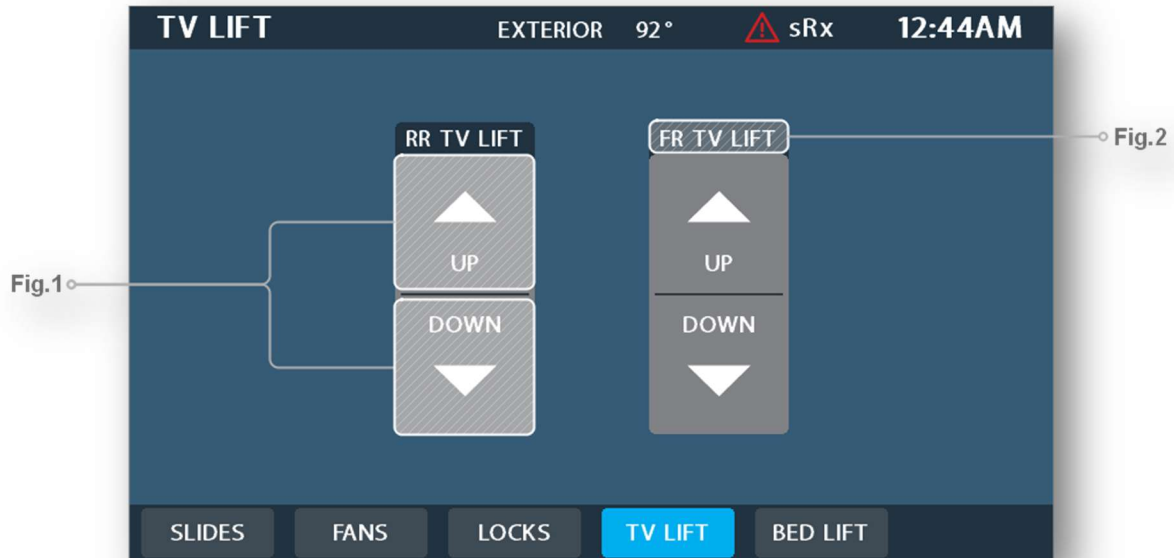 TV LIFT EXTERIOR 92° sRx 12:44AM
RR TV LIFT FR TV LIFT
Fig.2
UP UP
Fig.1
DOWN DOWN
SLIDES FANS LOCKS TV LIFT BED LIFT